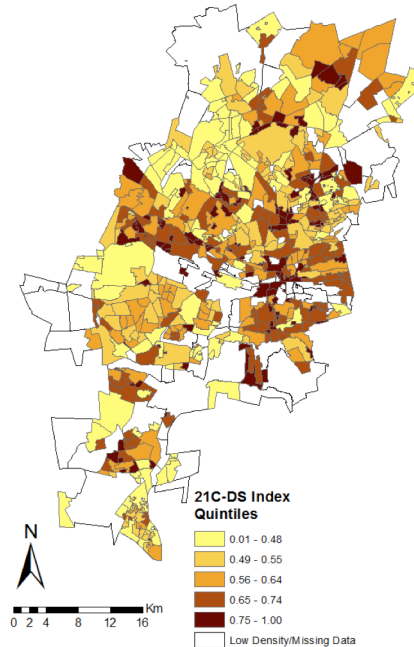 21C-DS Index
Quintiles
0.01 - 0.48
0.49 - 0.55
0.56 - 0.64
0.65 - 0.74
0.75 - 1.00
Low Density/Missing Data
N
Km
0 2 4 8 12 16